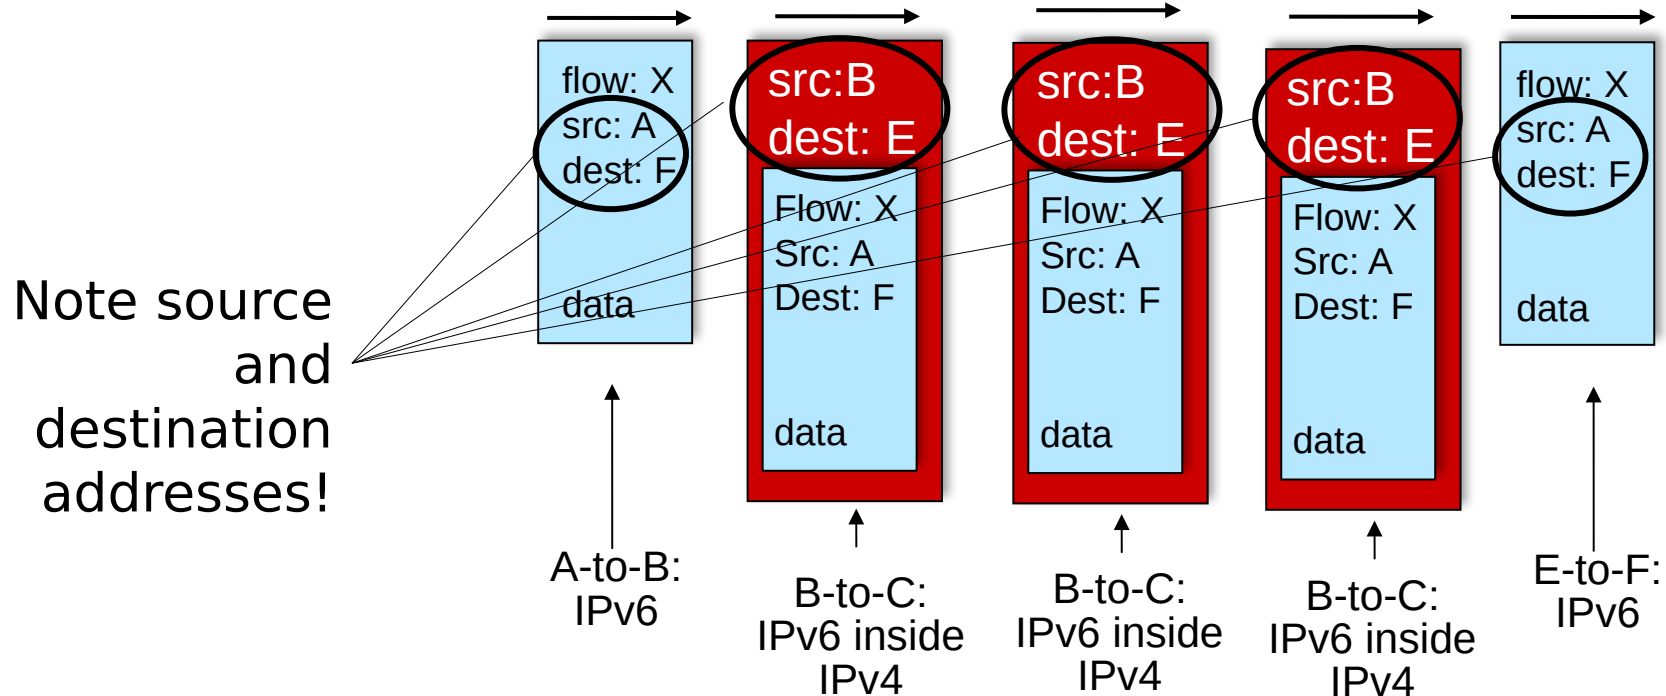 flow: X
src: A
dest: F
data
src:B
dest: E
Flow: X
Src: A
Dest: F
data
src:B
dest: E
Flow: X
Src: A
Dest: F
data
src:B
dest: E
Flow: X
Src: A
Dest: F
data
flow: X
src: A
dest: F
data
Note source
and
destination
addresses!
A-to-B:
IPv6
B-to-C:
IPv6 inside
IPv4
B-to-C:
IPv6 inside
IPv4
B-to-C:
IPv6 inside
IPv4
E-to-F:
IPv6